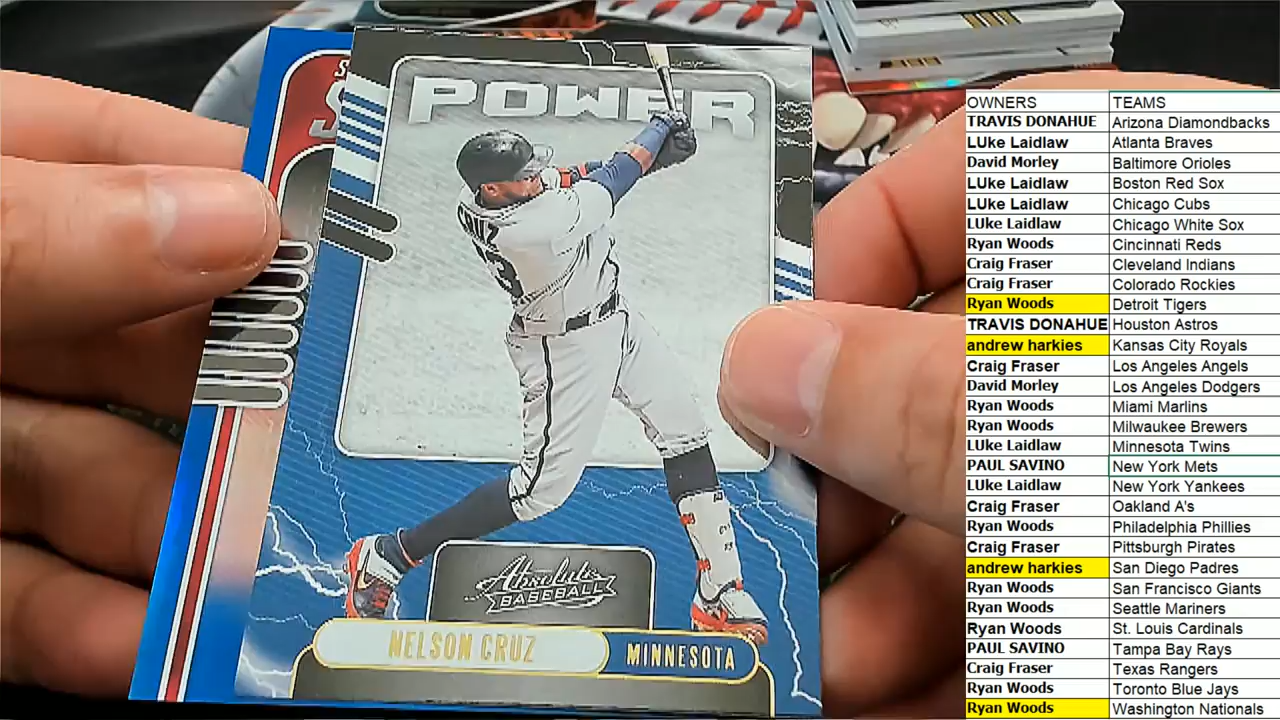 POWER
CRUZ
Absolute
BASEBALL
NELSON CRUZ
MINNESOTA
OWNERS TEAMS
TRAVIS DONAHUE Arizona Diamondbacks
LUke Laidlaw Atlanta Braves
David Morley Baltimore Orioles
LUke Laidlaw Boston Red Sox
LUke Laidlaw Chicago Cubs
LUke Laidlaw Chicago White Sox
Ryan Woods Cincinnati Reds
Craig Fraser Cleveland Indians
Craig Fraser Colorado Rockies
Ryan Woods Detroit Tigers
TRAVIS DONAHUE Houston Astros
andrew harkies Kansas City Royals
Craig Fraser Los Angeles Angels
David Morley Los Angeles Dodgers
Ryan Woods Miami Marlins
Ryan Woods Milwaukee Brewers
LUke Laidlaw Minnesota Twins
PAUL SAVINO New York Mets
LUke Laidlaw New York Yankees
Craig Fraser Oakland A's
Ryan Woods Philadelphia Phillies
Craig Fraser Pittsburgh Pirates
andrew harkies San Diego Padres
Ryan Woods San Francisco Giants
Ryan Woods Seattle Mariners
Ryan Woods St. Louis Cardinals
PAUL SAVINO Tampa Bay Rays
Craig Fraser Texas Rangers
Ryan Woods Toronto Blue Jays
Ryan Woods Washington Nationals